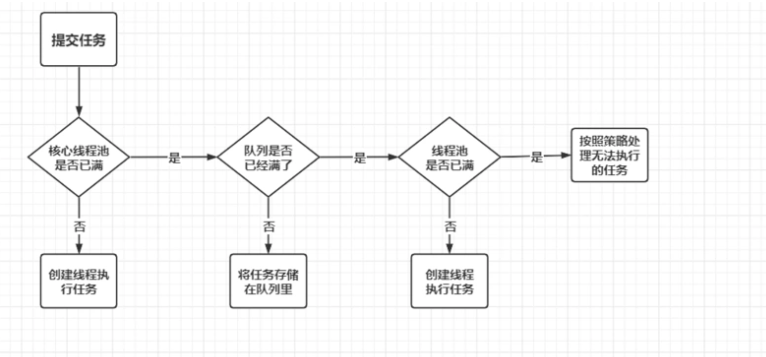 提交任务
核心线程池
是否已满
是
队列是否
已经满了
是
线程池
是否已满
是
按照策略处
理无法执行
的任务
否
否
否
创建线程执
行任务
将任务存储
在队列里
创建线程
执行任务